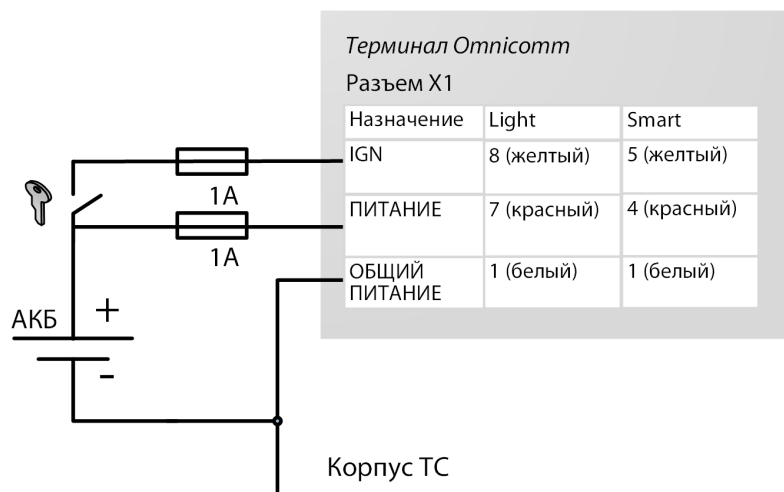 Терминал Omnicomm
Разъем X1
Назначение Light Smart
IGN 8 (желтый) 5 (желтый)
1А
ПИТАНИЕ 7 (красный) 4 (красный)
1А
ОБЩИЙ ПИТАНИЕ 1 (белый) 1 (белый)
АКБ + -
Корпус ТС